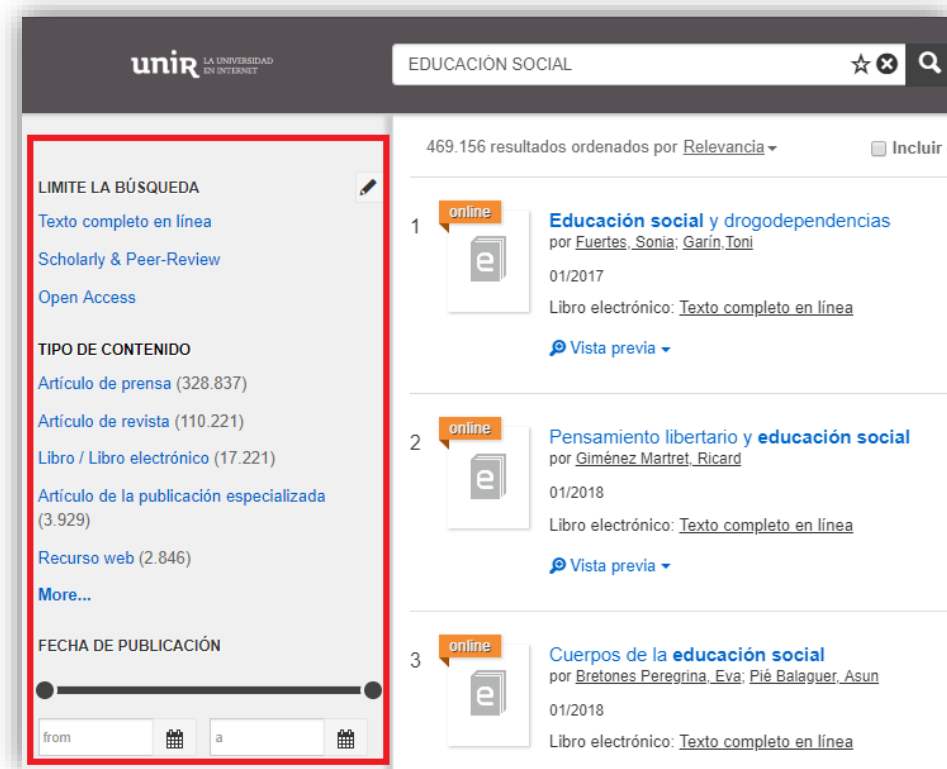 unir LA UNIVERSIDAD
EN INTERNET
EDUCACIÓN SOCIAL
LIMITE LA BÚSQUEDA
Texto completo en línea
Scholarly & Peer-Review
Open Access
TIPO DE CONTENIDO
Artículo de prensa (328.837)
Artículo de revista (110.221)
Libro / Libro electrónico (17.221)
Artículo de la publicación especializada
(3.929)
Recurso web (2.846)
More...
FECHA DE PUBLICACIÓN
from
a
469.156 resultados ordenados por Relevancia
Incluir
1
online
e
Educación social y drogodependencias
por Fuertes, Sonia; Garín,Toni
01/2017
Libro electrónico: Texto completo en línea
Vista previa
2
online
e
Pensamiento libertario y educación social
por Giménez Martret, Ricard
01/2018
Libro electrónico: Texto completo en línea
Vista previa
3
online
e
Cuerpos de la educación social
por Bretones Peregrina, Eva; Pié Balaguer, Asun
01/2018
Libro electrónico: Texto completo en línea